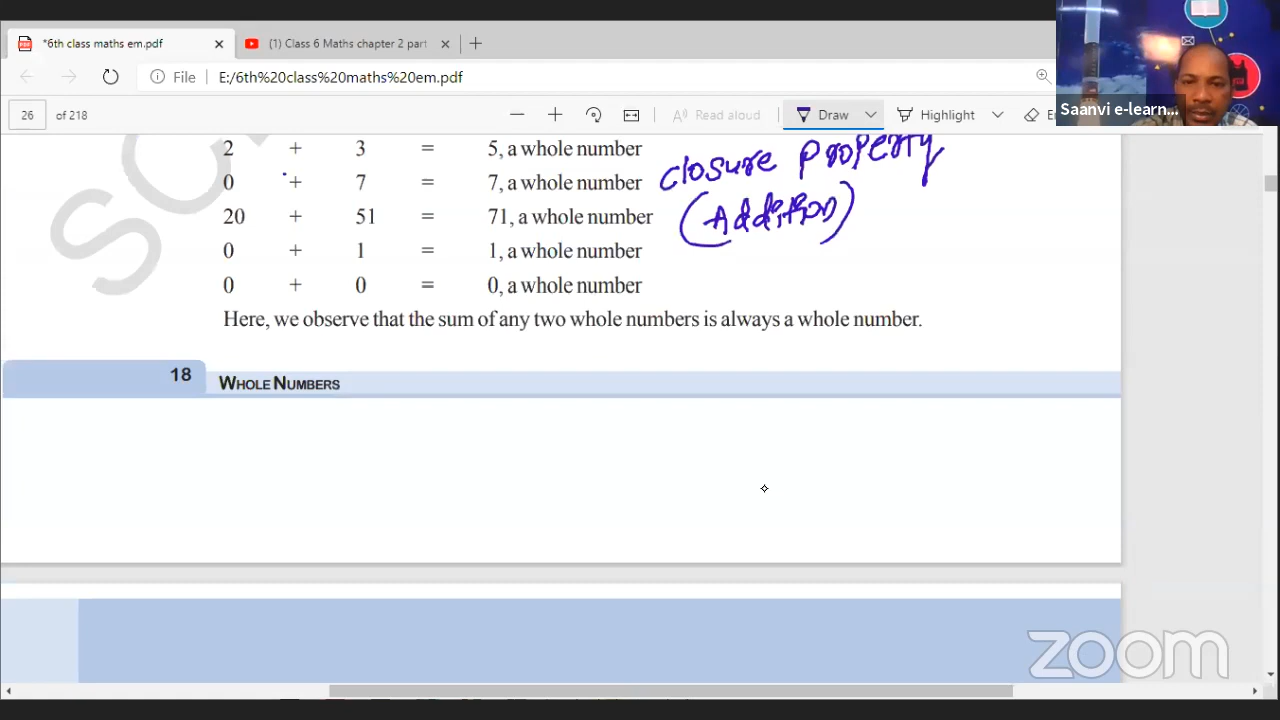 *6th class maths em.pdf
(1) Class 6 Maths chapter 2 part
File E:/6th%20class%20maths%20em.pdf
Saanvi e-learn...
26 of 218
Read aloud
Draw
Highlight
2 + 3 = 5, a whole number
closure property
0 + 7 = 7, a whole number
(Addition)
20 + 51 = 71, a whole number
0 + 1 = 1, a whole number
0 + 0 = 0, a whole number
Here, we observe that the sum of any two whole numbers is always a whole number.
18 WHOLE NUMBERS
zoom